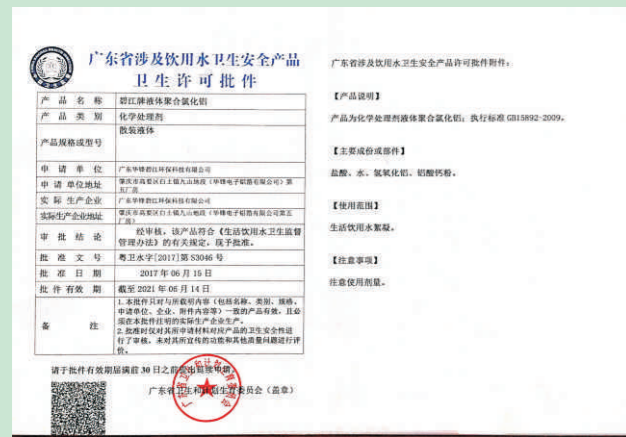 广东省涉及饮用水卫生安全产品
卫生许可批件
产品名称 碧江牌液体聚合氯化铝
产品类别 化学处理剂
产品规格或型号 散装液体
申请单位 广东华锋碧江环保科技有限公司
申请单位地址 肇庆市高要区白土镇九山地段（华锋电子铝箔有限公司）第
五厂房
实际生产企业 广东华锋碧江环保科技有限公司
实际生产企业地址 肇庆市高要区白土镇九山地段（华锋电子铝箔有限公司第五
厂房）
审批结论 经审核，该产品符合《生活饮用水卫生监督
管理办法》的有关规定，现予批准。
批准文号 粤卫水字[2017]第S3046号
批准日期 2017年06月15日
批件有效期 截至2021年06月14日
备注 1.本批件只对与所载明内容（包括名称、类别、规格、
申请单位、企业、附件内容等）一致的产品有效，且必
须在本批件注明的实际生产企业生产。
2.批准时仅对其所申请材料对应产品的卫生安全性进
行了审核，未对其所宣传的功能和其他质量问题进行评
价。
请于批件有效期届满前30日之前提出延续申请。
广东省卫生和计划生育委员会（盖章）
广东省涉及饮用水卫生安全产品许可批件附件：
【产品说明】
产品为化学处理剂液体聚合氯化铝；执行标准GB15892-2009。
【主要成份或部件】
盐酸、水、氢氧化铝、铝酸钙粉。
【使用范围】
生活饮用水絮凝。
【注意事项】
注意使用剂量。